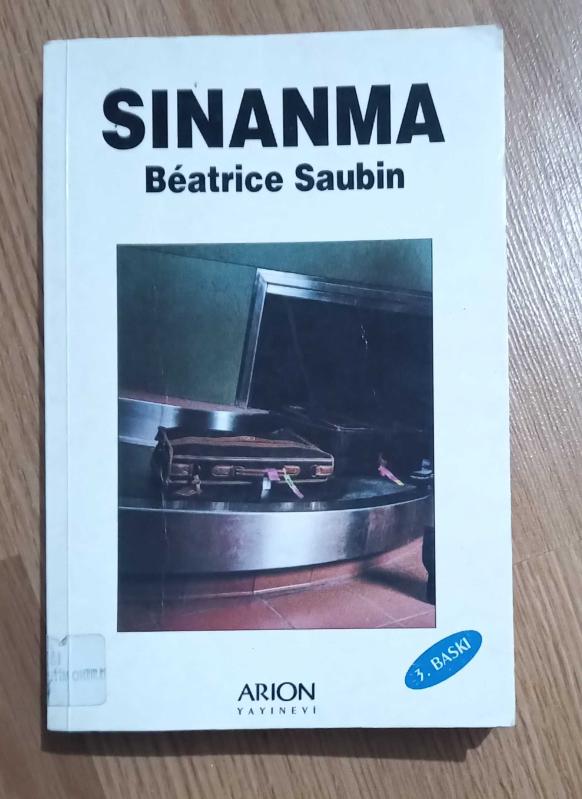 SINANMA
Béatrice Saubin
3. BASKI
ARION
YAYINEVİ